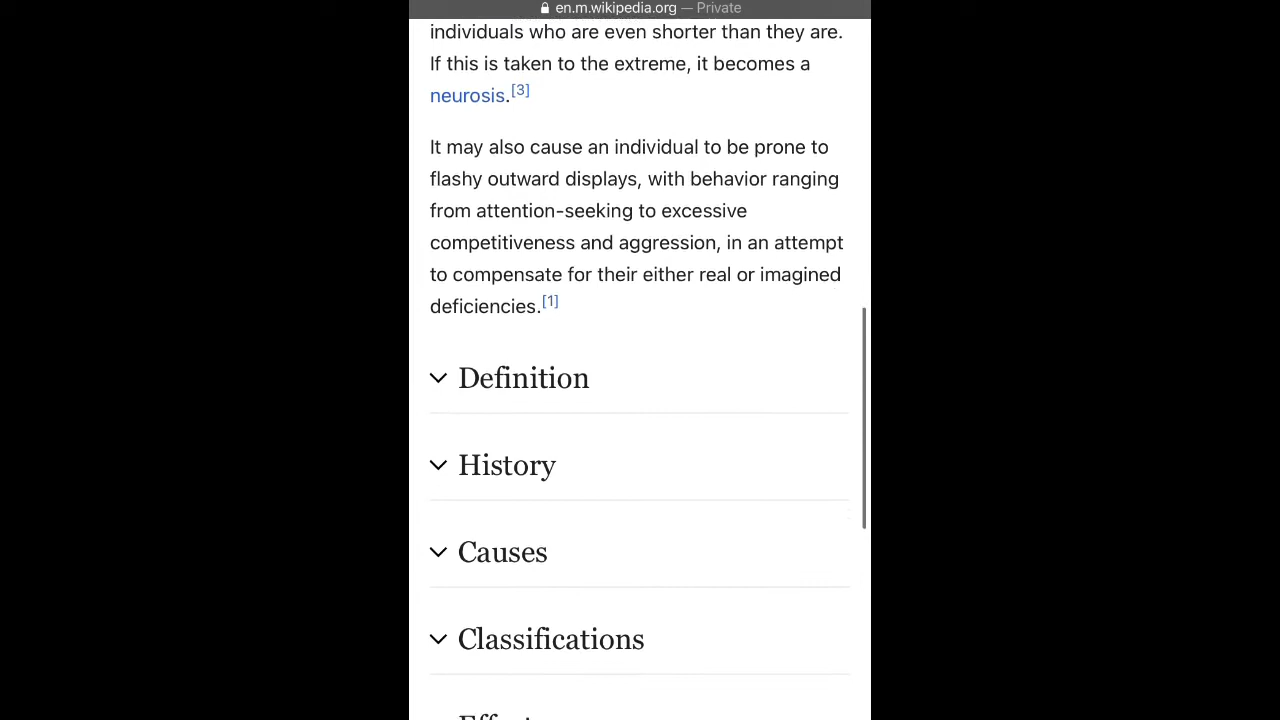 en.m.wikipedia.org — Private
individuals who are even shorter than they are.
If this is taken to the extreme, it becomes a
neurosis.[3]
It may also cause an individual to be prone to
flashy outward displays, with behavior ranging
from attention-seeking to excessive
competitiveness and aggression, in an attempt
to compensate for their either real or imagined
deficiencies.[1]
Definition
History
Causes
Classifications